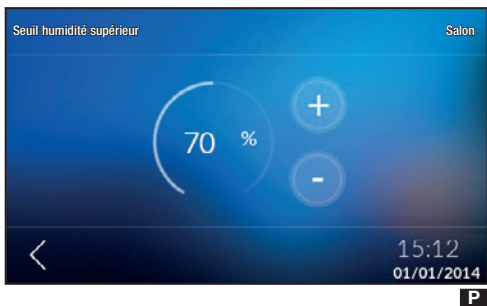 Seuil humidité supérieur Salon
70 %
+
-
15:12
01/01/2014
P